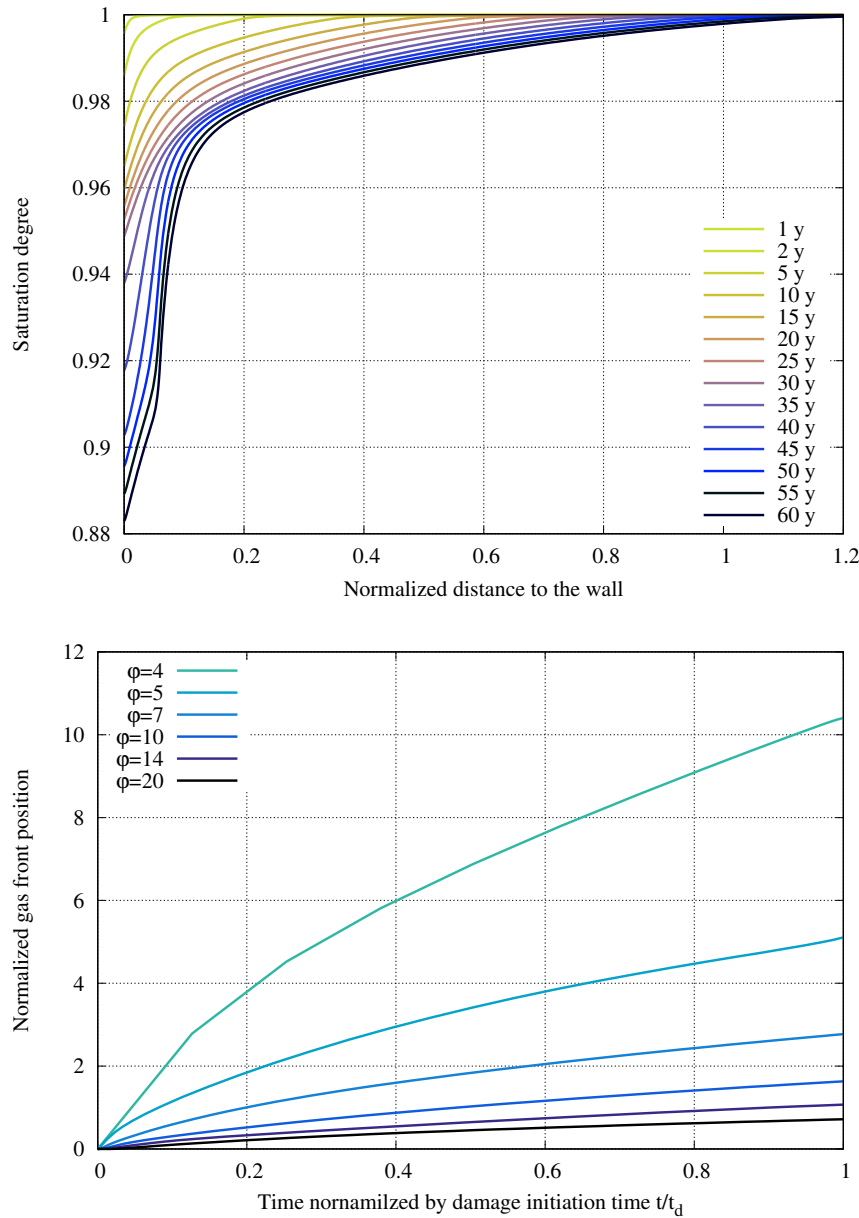 1
0.98
0.96
0.94
0.92
0.9
0.88
Saturation degree
1 y
2 y
5 y
10 y
15 y
20 y
25 y
30 y
35 y
40 y
45 y
50 y
55 y
60 y
0 0.2 0.4 0.6 0.8 1 1.2
Normalized distance to the wall
12
10
8
6
4
2
0
Normalized gas front position
φ=4
φ=5
φ=7
φ=10
φ=14
φ=20
0 0.2 0.4 0.6 0.8 1
Time nornamilzed by damage initiation time t/t_d